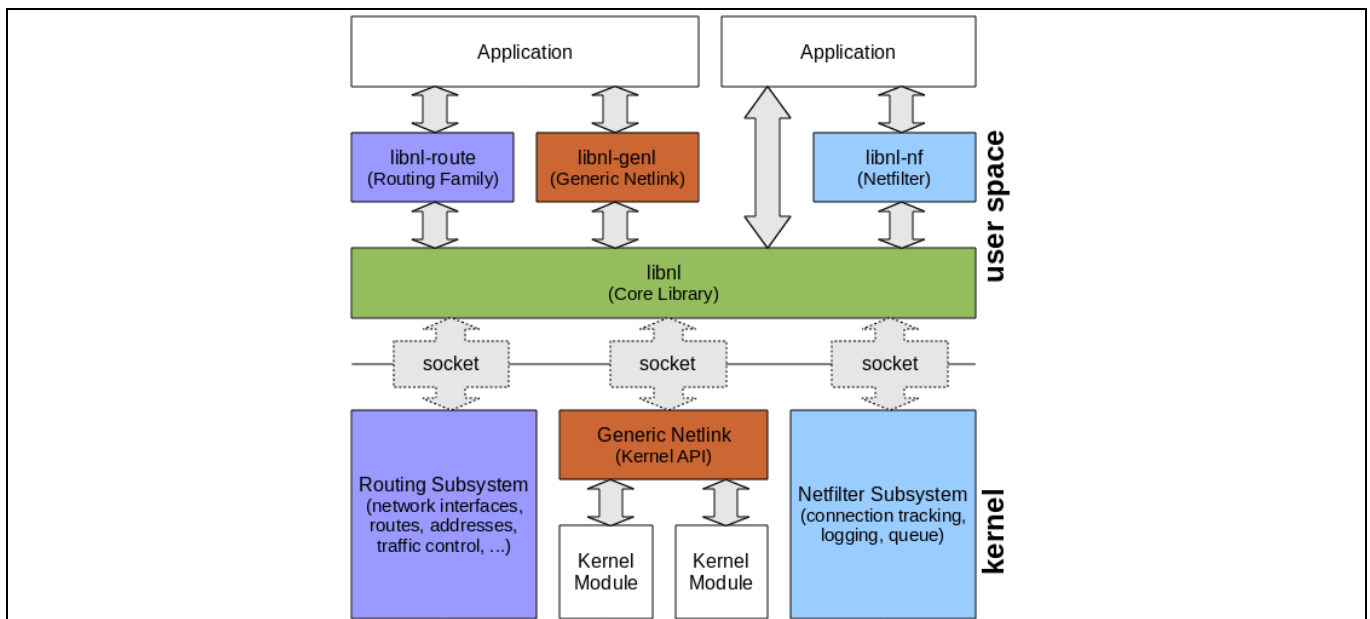 Application
Application
libnl-route
(Routing Family)
libnl-genl
(Generic Netlink)
libnl-nf
(Netfilter)
user space
libnl
(Core Library)
socket
socket
socket
Routing Subsystem
(network interfaces,
routes, addresses,
traffic control, ...)
Generic Netlink
(Kernel API)
Kernel
Module
Kernel
Module
Netfilter Subsystem
(connection tracking,
logging, queue)
kernel